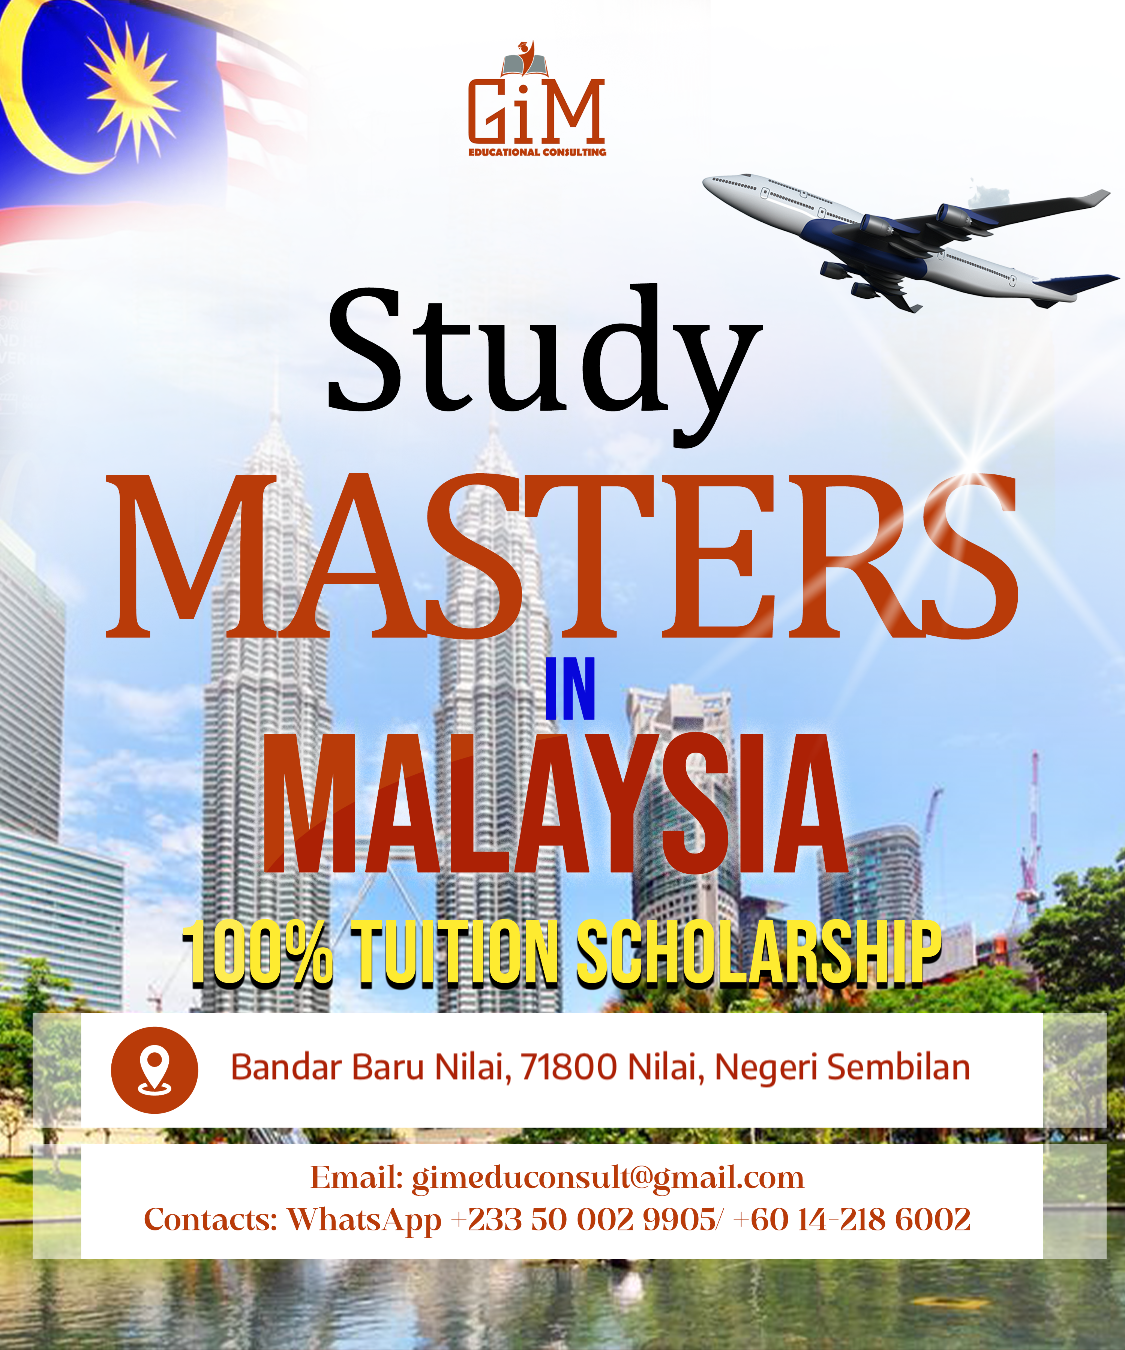 GiM
EDUCATIONAL CONSULTING
Study
MASTERS
IN
MALAYSIA
100% TUITION SCHOLARSHIP
Bandar Baru Nilai, 71800 Nilai, Negeri Sembilan
Email: gimeduconsult@gmail.com
Contacts: WhatsApp +233 50 002 9905/ +60 14-218 6002